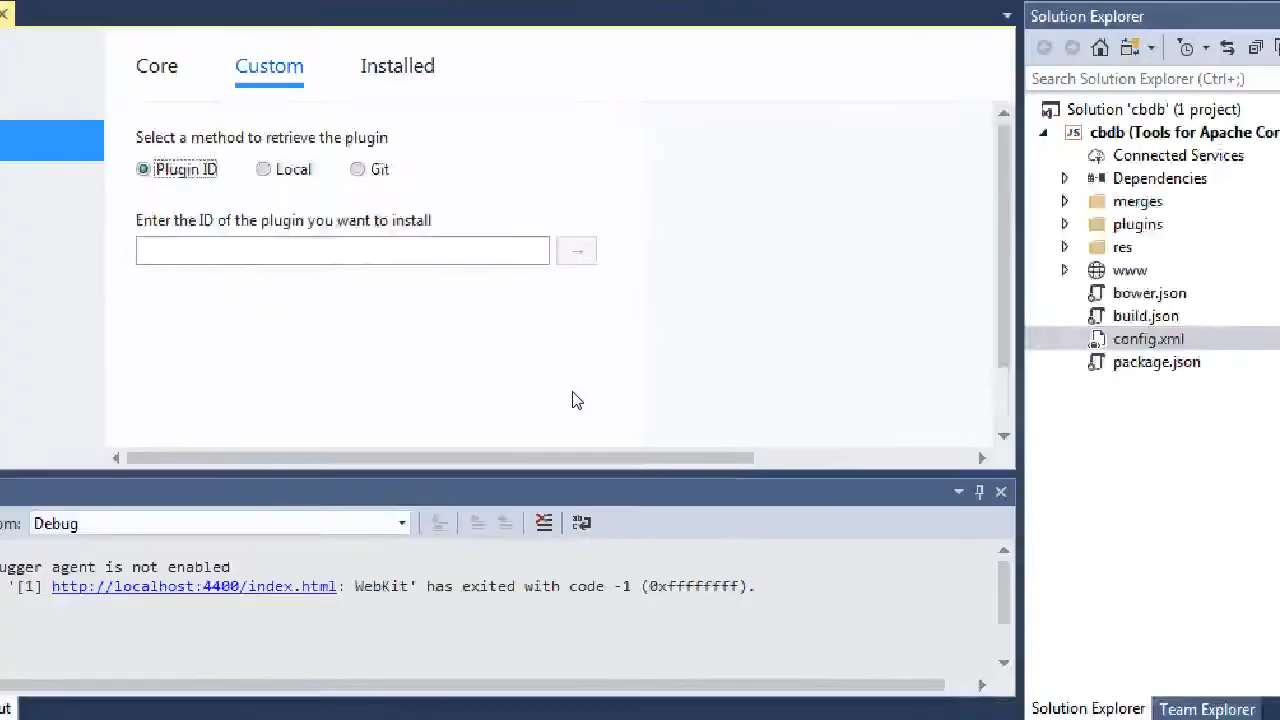 Core Custom Installed
Select a method to retrieve the plugin
Plugin ID Local Git
Enter the ID of the plugin you want to install
→
om: Debug
ugger agent is not enabled
'[1] http://localhost:4400/index.html: WebKit' has exited with code -1 (0xffffffff).
ut
Solution Explorer
Search Solution Explorer (Ctrl+;)
Solution 'cbdb' (1 project)
JS cbdb (Tools for Apache Cor
Connected Services
Dependencies
merges
plugins
res
www
bower.json
build.json
config.xml
package.json
Solution Explorer Team Explorer